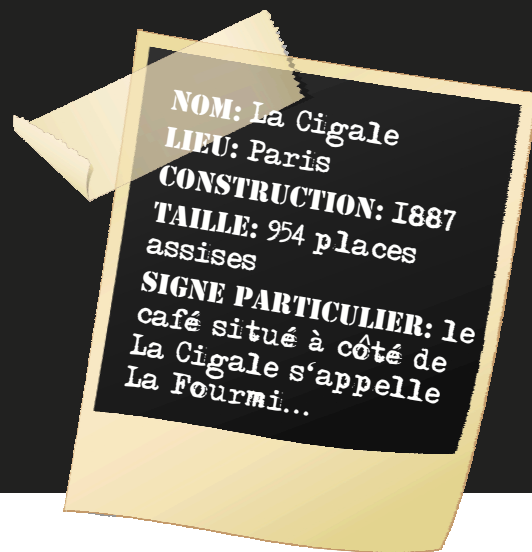 NOM: La Cigale
LIEU: Paris
CONSTRUCTION: 1887
TAILLE: 954 places
assises
SIGNE PARTICULIER: le
café situé à côté de
La Cigale s‘appelle
La Fourmi...